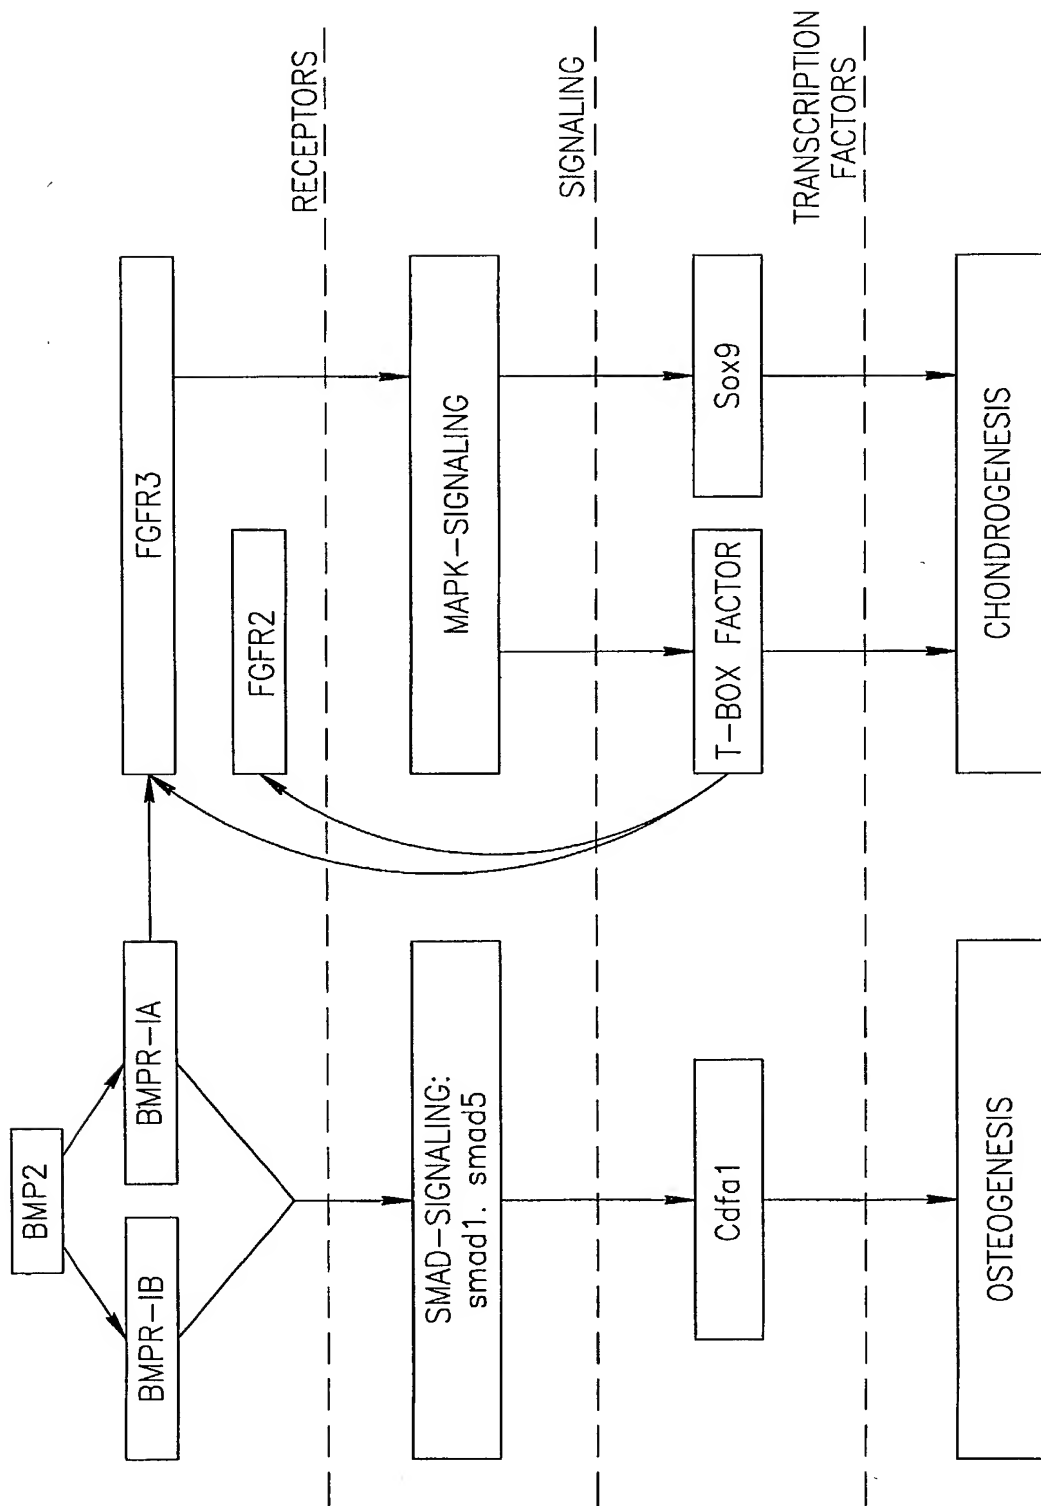 BMP2
BMPR-IB
BMPR-IA
FGFR3
FGFR2
RECEPTORS
SMAD-SIGNALING:
smad1. smad5
MAPK-SIGNALING
SIGNALING
Cdfa1
T-BOX FACTOR
Sox9
TRANSCRIPTION
FACTORS
OSTEOGENESIS
CHONDROGENESIS